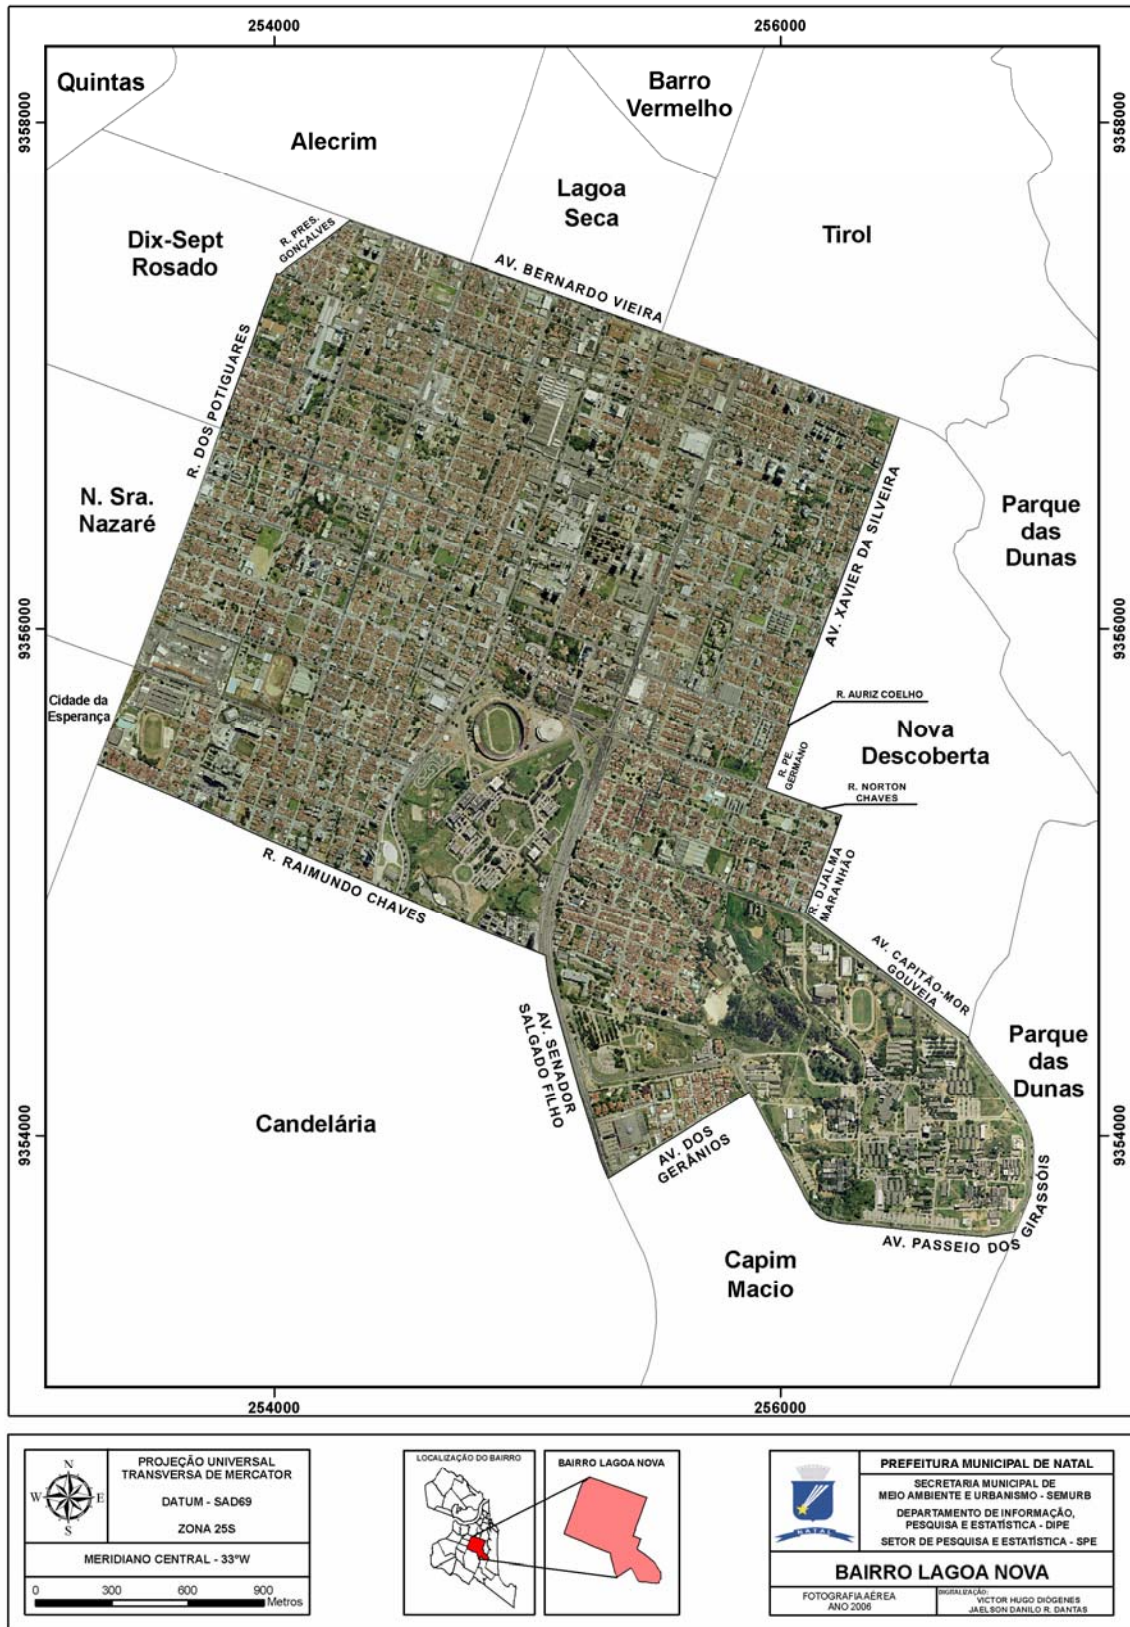 254000
256000
9358000
9358000
Quintas
Barro
Vermelho
Alecrim
Lagoa
Seca
Tirol
Dix-Sept
Rosado
R. PRES.
GONÇALVES
AV. BERNARDO VIEIRA
R. DOS POTIGUARES
N. Sra.
Nazaré
AV. XAVIER DA SILVEIRA
Parque
das
Dunas
9356000
9356000
Cidade da
Esperança
R. AURIZ COELHO
Nova
Descoberta
R. PE.
GERMANO
R. NORTON
CHAVES
R. RAIMUNDO CHAVES
R. DJALMA
MARANHÃO
AV. CAPITÃO-MOR
GOUVEIA
AV. SENADOR
SALGADO FILHO
Parque
das
Dunas
Candelária
9354000
9354000
AV. DOS
GERÂNIOS
AV. PASSEIO DOS GIRASSÓIS
Capim
Macio
254000
256000
N
W E
S
PROJEÇÃO UNIVERSAL
TRANSVERSA DE MERCATOR
DATUM - SAD69
ZONA 25S
MERIDIANO CENTRAL - 33°W
0 300 600 900
Metros
LOCALIZAÇÃO DO BAIRRO
BAIRRO LAGOA NOVA
NATAL
PREFEITURA MUNICIPAL DE NATAL
SECRETARIA MUNICIPAL DE
MEIO AMBIENTE E URBANISMO - SEMURB
DEPARTAMENTO DE INFORMAÇÃO,
PESQUISA E ESTATÍSTICA - DIPE
SETOR DE PESQUISA E ESTATÍSTICA - SPE
BAIRRO LAGOA NOVA
FOTOGRAFIA AÉREA
ANO 2006
DIGITALIZAÇÃO:
VICTOR HUGO DIÓGENES
JAELSON DANILO R. DANTAS